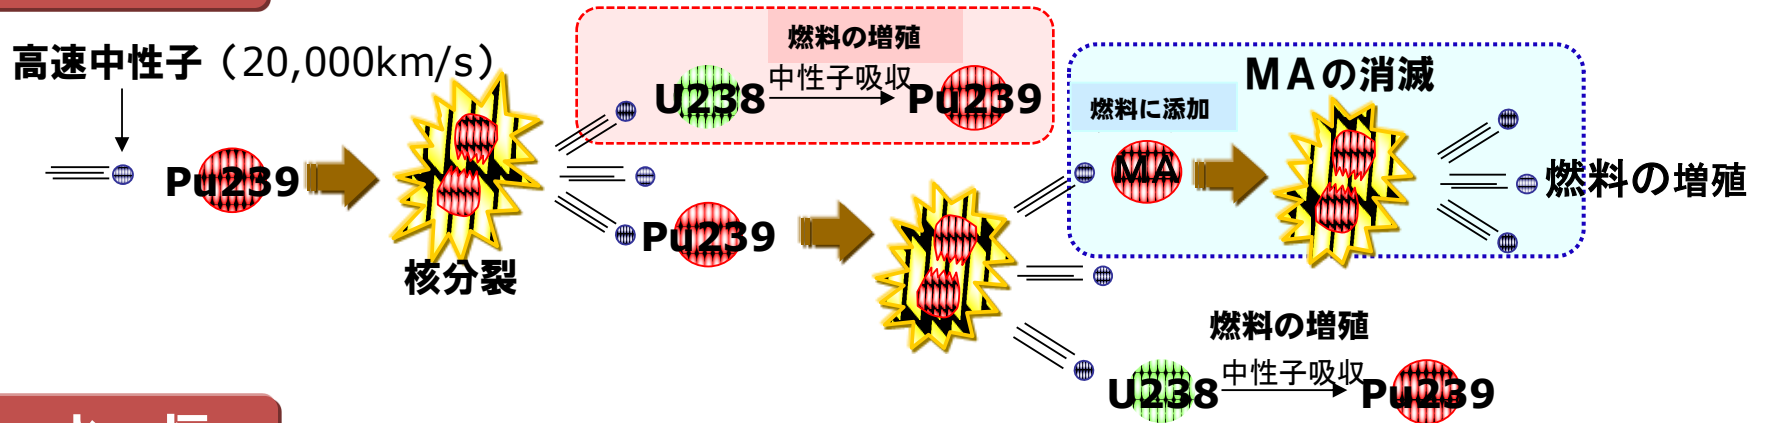 高速中性子（20,000km/s）
Pu239
核分裂
燃料の増殖
U238
中性子吸収
Pu239
Pu239
燃料に添加
MA
MAの消滅
燃料の増殖
燃料の増殖
U238
中性子吸収
Pu239